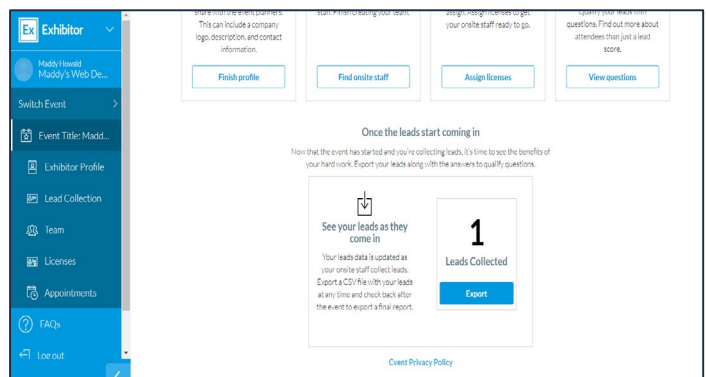 Ex Exhibitor
Maddy Howald
Maddy's Web De...
Switch Event
Event Title: Madd...
Exhibitor Profile
Lead Collection
Team
Licenses
Appointments
FAQs
Log out
share with the event planners.
This can include a company
logo, description, and contact
information.
Finish profile
staff. Finish creating your team.
Find onsite staff
assign. Assign licenses to get
your onsite staff ready to go.
Assign licenses
Qualify your leads with
questions. Find out more about
attendees than just a lead
score.
View questions
Once the leads start coming in
Now that the event has started and you're collecting leads, it's time to see the benefits of
your hard work. Export your leads along with the answers to qualify questions.
See your leads as they
come in
Your leads data is updated as
your onsite staff collect leads.
Export a CSV file with your leads
at any time and check back after
the event to export a final report.
1
Leads Collected
Export
Cvent Privacy Policy